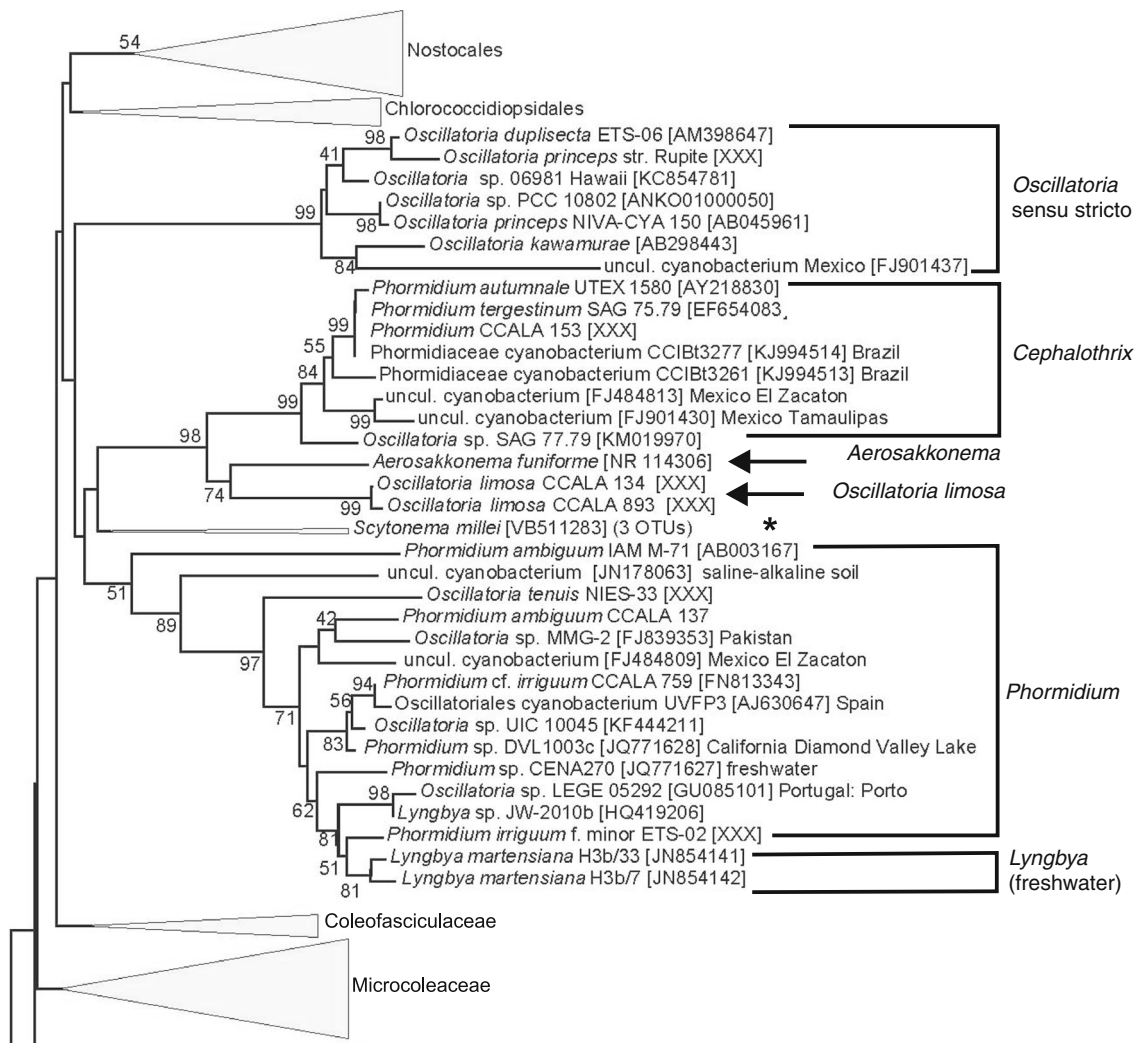 54
Nostocales
Chlorococcidiopsidales
98
Oscillatoria duplisecta ETS-06 [AM398647]
41
Oscillatoria princeps str. Rupite [XXX]
Oscillatoria sp. 06981 Hawaii [KC854781]
Oscillatoria
sensu stricto
99
Oscillatoria sp. PCC 10802 [ANKO01000050]
98
Oscillatoria princeps NIVA-CYA 150 [AB045961]
Oscillatoria kawamurae [AB298443]
84
uncul. cyanobacterium Mexico [FJ901437]
Phormidium autumnale UTEX 1580 [AY218830]
Phormidium tergestinum SAG 75.79 [EF654083
99
Phormidium CCALA 153 [XXX]
55
Phormidiaceae cyanobacterium CCIBt3277 [KJ994514] Brazil
Cephalothrix
84
Phormidiaceae cyanobacterium CCIBt3261 [KJ994513] Brazil
uncul. cyanobacterium [FJ484813] Mexico El Zacaton
99
99
uncul. cyanobacterium [FJ901430] Mexico Tamaulipas
98
Oscillatoria sp. SAG 77.79 [KM019970]
Aerosakkonema funiforme [NR 114306]
Aerosakkonema
74
Oscillatoria limosa CCALA 134 [XXX]
Oscillatoria limosa
99
Oscillatoria limosa CCALA 893 [XXX]
Scytonema millei [VB511283] (3 OTUs)
*
Phormidium ambiguum IAM M-71 [AB003167]
51
uncul. cyanobacterium [JN178063] saline-alkaline soil
89
Oscillatoria tenuis NIES-33 [XXX]
42
Phormidium ambiguum CCALA 137
Oscillatoria sp. MMG-2 [FJ839353] Pakistan
97
uncul. cyanobacterium [FJ484809] Mexico El Zacaton
94
Phormidium cf. irriguum CCALA 759 [FN813343]
Phormidium
56
Oscillatoriales cyanobacterium UVFP3 [AJ630647] Spain
71
Oscillatoria sp. UIC 10045 [KF444211]
83
Phormidium sp. DVL1003c [JQ771628] California Diamond Valley Lake
Phormidium sp. CENA270 [JQ771627] freshwater
98
Oscillatoria sp. LEGE 05292 [GU085101] Portugal: Porto
62
Lyngbya sp. JW-2010b [HQ419206]
81
Phormidium irriguum f. minor ETS-02 [XXX]
51
Lyngbya martensiana H3b/33 [JN854141]
81
Lyngbya martensiana H3b/7 [JN854142]
Lyngbya
(freshwater)
Coleofasciculaceae
Microcoleaceae